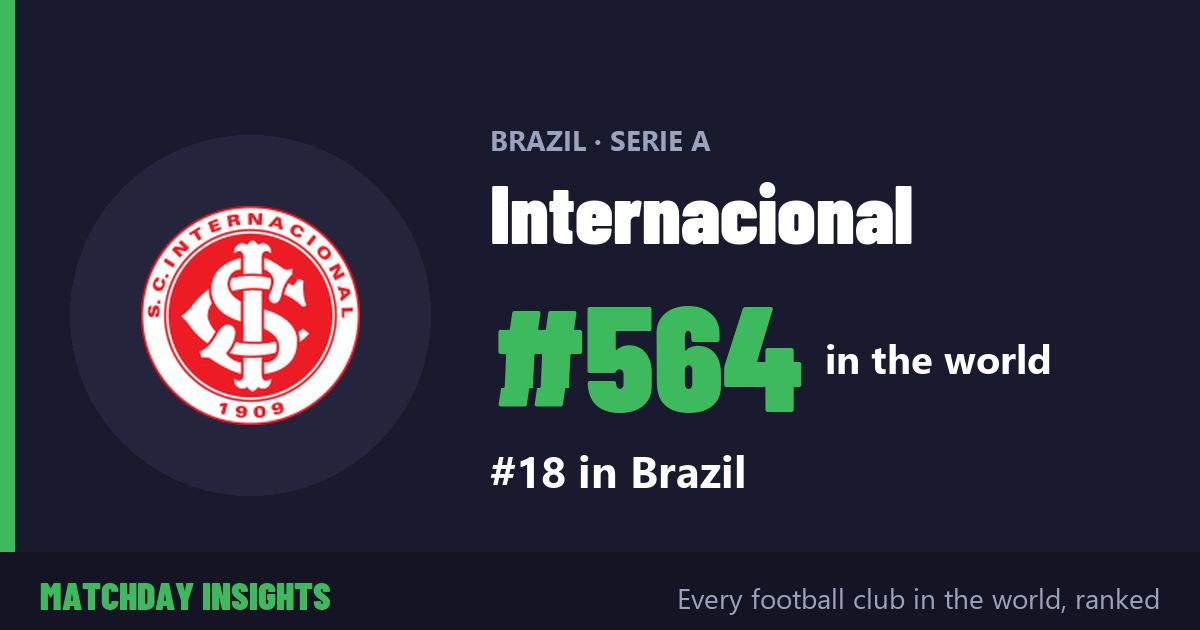 BRAZIL · SERIE A
Internacional
S. C. INTERNACIONAL
1909
#564 in the world
#18 in Brazil
MATCHDAY INSIGHTS
Every football club in the world, ranked